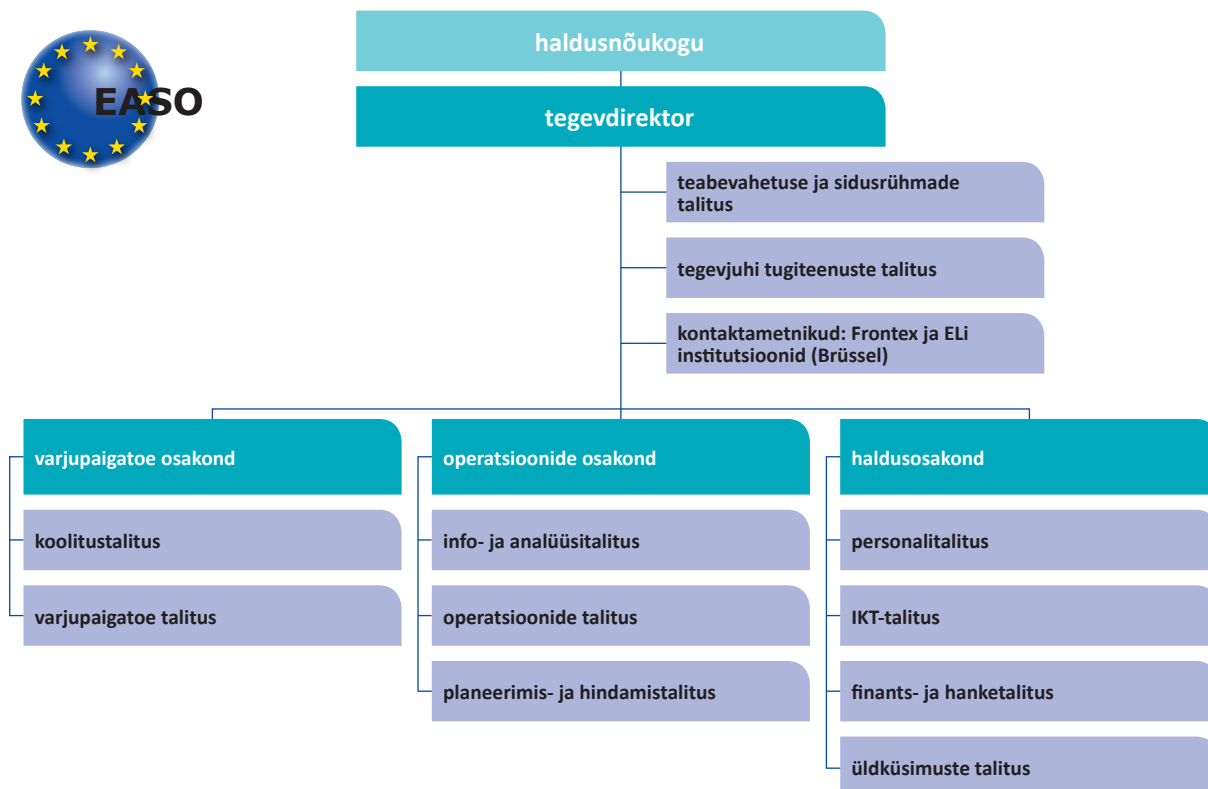 EASO
haldusnõukogu
tegevdirektor
teabevahetuse ja sidusrühmade
talitus
tegevjuhi tugiteenuste talitus
kontaktametnikud: Frontex ja ELi
institutsioonid (Brüssel)
varjupaigatoe osakond
koolitustalitus
varjupaigatoe talitus
operatsioonide osakond
info- ja analüüsitalitus
operatsioonide talitus
planeerimis- ja hindamistalitus
haldusosakond
personalitalitus
IKT-talitus
finants- ja hanketalitus
üldküsimuste talitus